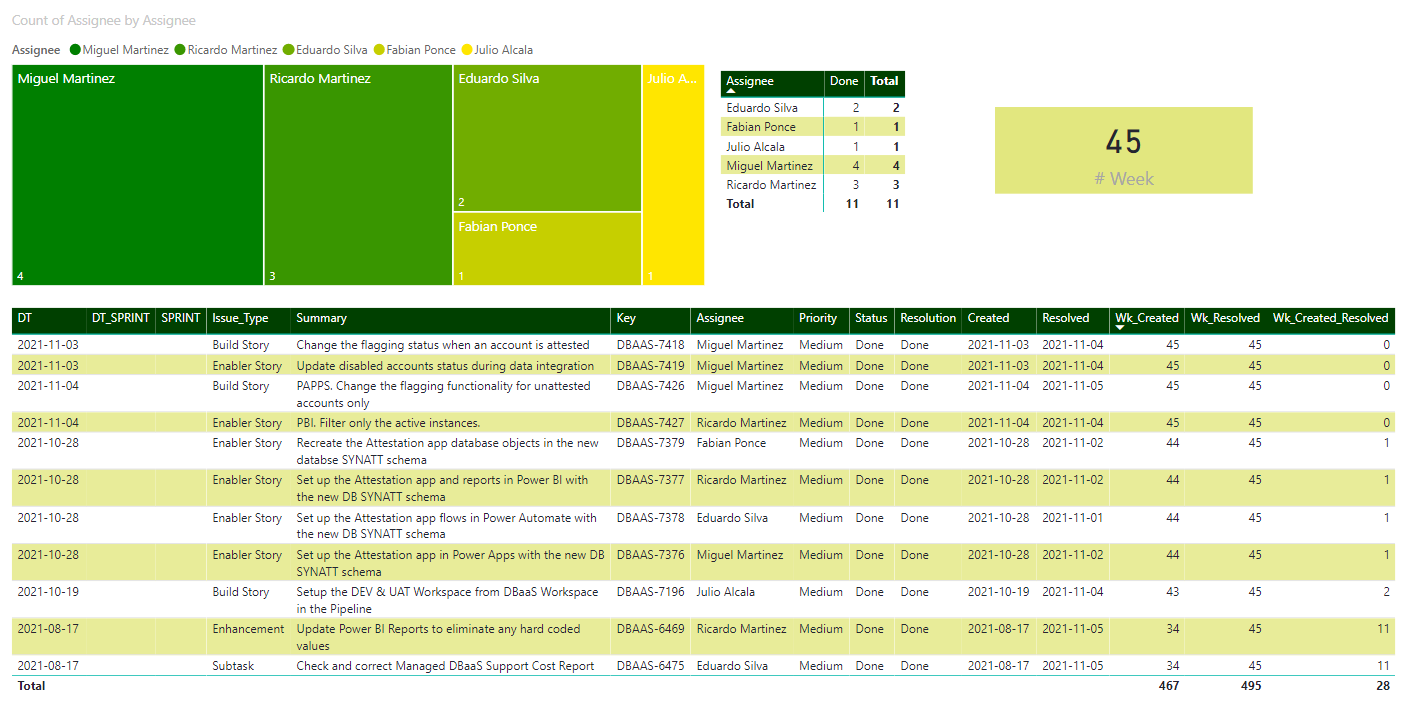 Count of Assignee by Assignee
Assignee Miguel Martinez Ricardo Martinez Eduardo Silva Fabian Ponce Julio Alcala
Miguel Martinez
4
Ricardo Martinez
3
Eduardo Silva
2
Fabian Ponce
1
Julio A...
1
Assignee Done Total
Eduardo Silva 2 2
Fabian Ponce 1 1
Julio Alcala 1 1
Miguel Martinez 4 4
Ricardo Martinez 3 3
Total 11 11
45
# Week
DT DT_SPRINT SPRINT Issue_Type Summary Key Assignee Priority Status Resolution Created Resolved Wk_Created Wk_Resolved Wk_Created_Resolved
2021-11-03 Build Story Change the flagging status when an account is attested DBAAS-7418 Miguel Martinez Medium Done Done 2021-11-03 2021-11-04 45 45 0
2021-11-03 Enabler Story Update disabled accounts status during data integration DBAAS-7419 Miguel Martinez Medium Done Done 2021-11-03 2021-11-04 45 45 0
2021-11-04 Build Story PAPPS. Change the flagging functionality for unattested DBAAS-7426 Miguel Martinez Medium Done Done 2021-11-04 2021-11-05 45 45 0
accounts only
2021-11-04 Enabler Story PBI. Filter only the active instances. DBAAS-7427 Ricardo Martinez Medium Done Done 2021-11-04 2021-11-04 45 45 0
2021-10-28 Enabler Story Recreate the Attestation app database objects in the new DBAAS-7379 Fabian Ponce Medium Done Done 2021-10-28 2021-11-02 44 45 1
databse SYNATT schema
2021-10-28 Enabler Story Set up the Attestation app and reports in Power BI with DBAAS-7377 Ricardo Martinez Medium Done Done 2021-10-28 2021-11-02 44 45 1
the new DB SYNATT schema
2021-10-28 Enabler Story Set up the Attestation app flows in Power Automate with DBAAS-7378 Eduardo Silva Medium Done Done 2021-10-28 2021-11-01 44 45 1
the new DB SYNATT schema
2021-10-28 Enabler Story Set up the Attestation app in Power Apps with the new DB DBAAS-7376 Miguel Martinez Medium Done Done 2021-10-28 2021-11-02 44 45 1
SYNATT schema
2021-10-19 Build Story Setup the DEV & UAT Workspace from DBaaS Workspace DBAAS-7196 Julio Alcala Medium Done Done 2021-10-19 2021-11-04 43 45 2
in the Pipeline
2021-08-17 Enhancement Update Power BI Reports to eliminate any hard coded DBAAS-6469 Ricardo Martinez Medium Done Done 2021-08-17 2021-11-05 34 45 11
values
2021-08-17 Subtask Check and correct Managed DBaaS Support Cost Report DBAAS-6475 Eduardo Silva Medium Done Done 2021-08-17 2021-11-05 34 45 11
Total 467 495 28